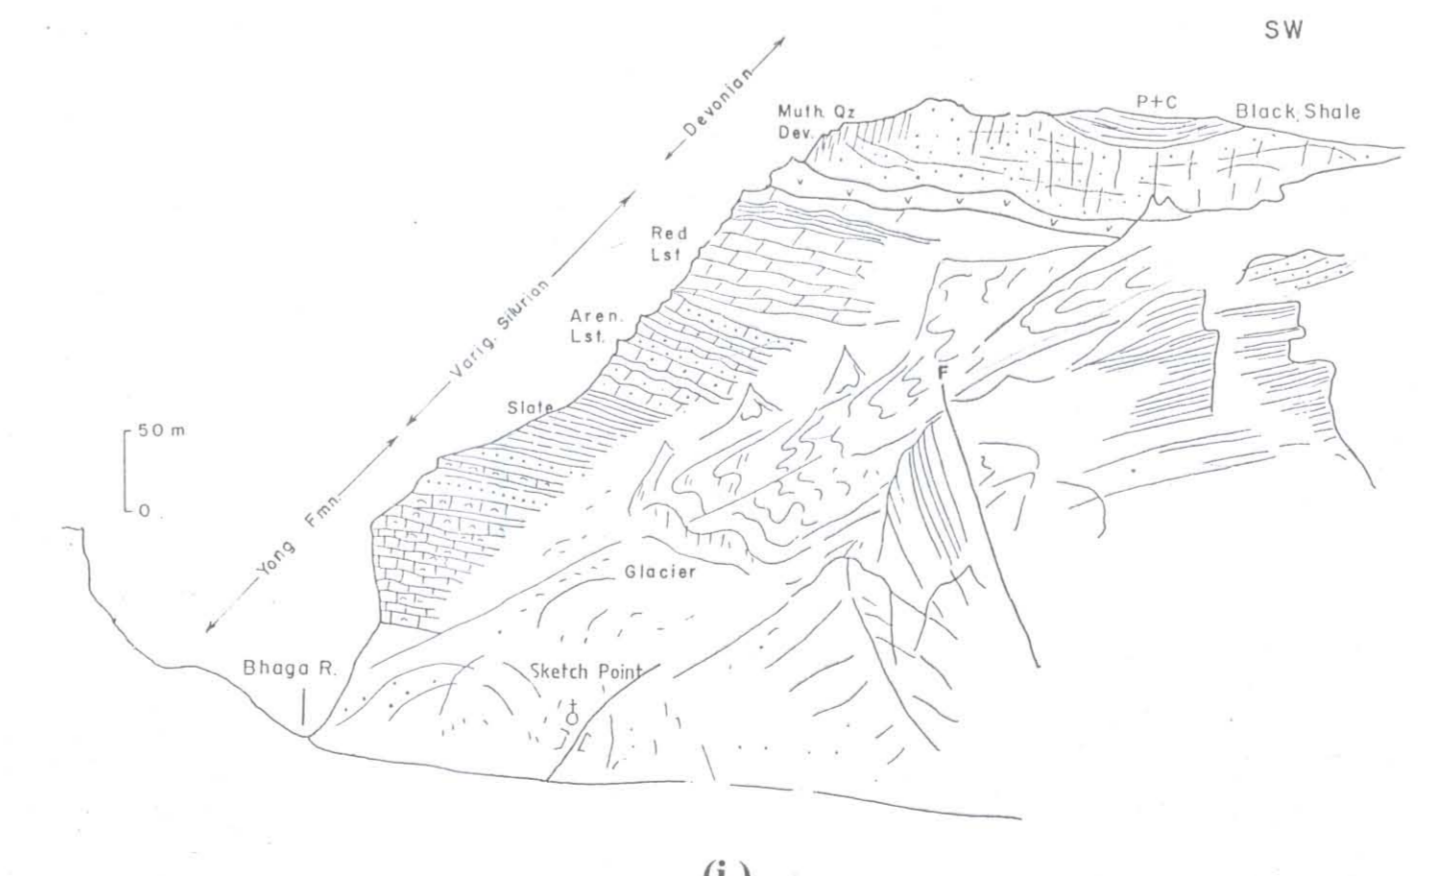 SW
Devonian
Muth. Qz
Dev.
P+C
Black Shale
Red
Lst
Varig. Silurian
Aren.
Lst.
F
Slate
50 m
0
Yong Fmn.
Glacier
Bhaga R.
Sketch Point
(i)